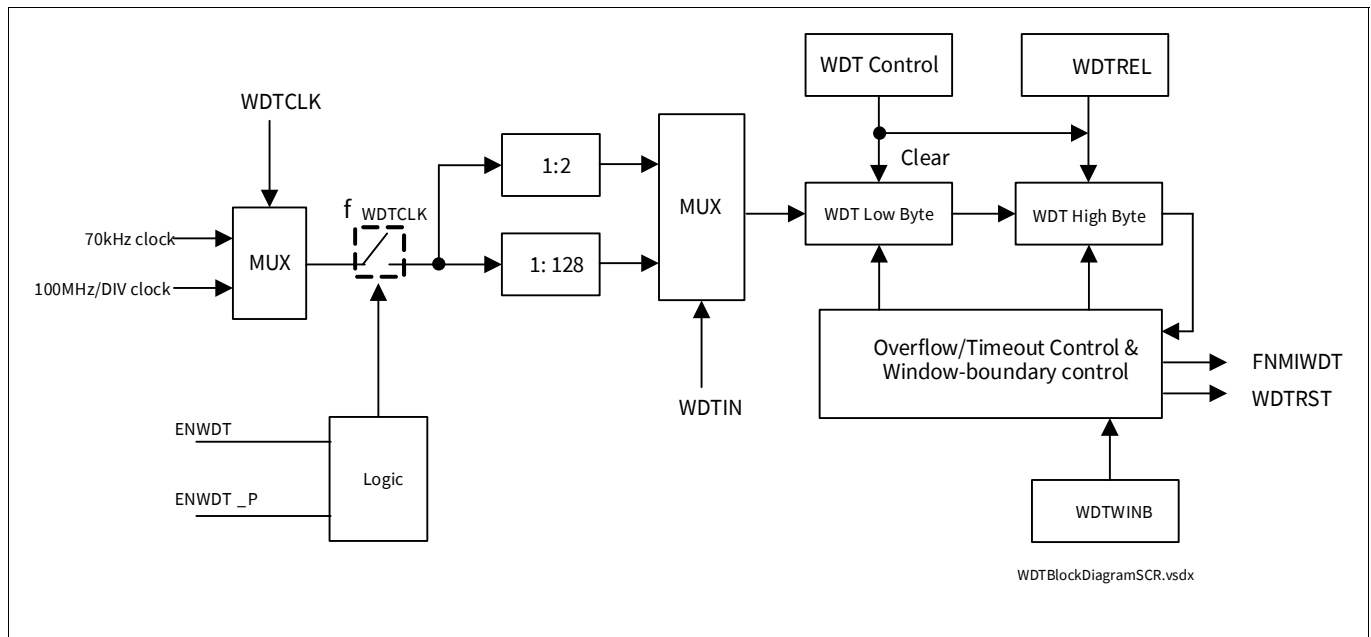 WDT Control
WDTREL
WDTCLK
Clear
1:2
MUX
f WDTCLK
WDT Low Byte
WDT High Byte
70kHz clock
MUX
1: 128
100MHz/DIV clock
Overflow/Timeout Control &
Window-boundary control
FNMIWDT
WDTRST
WDTIN
ENWDT
Logic
ENWDT _P
WDTWINB
WDTBlockDiagramSCR.vsdx